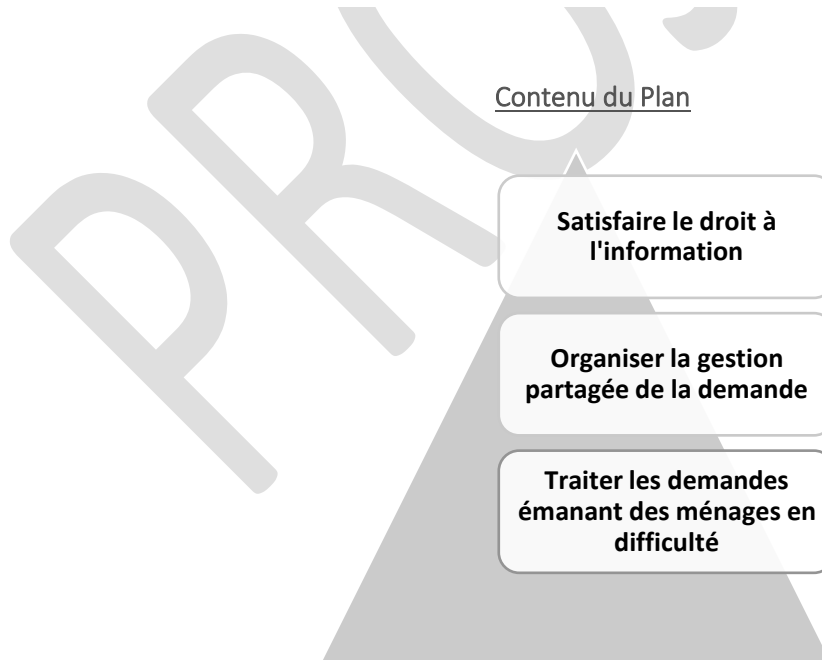 Contenu du Plan
Satisfaire le droit à
l'information
Organiser la gestion
partagée de la demande
Traiter les demandes
émanant des ménages en
difficulté